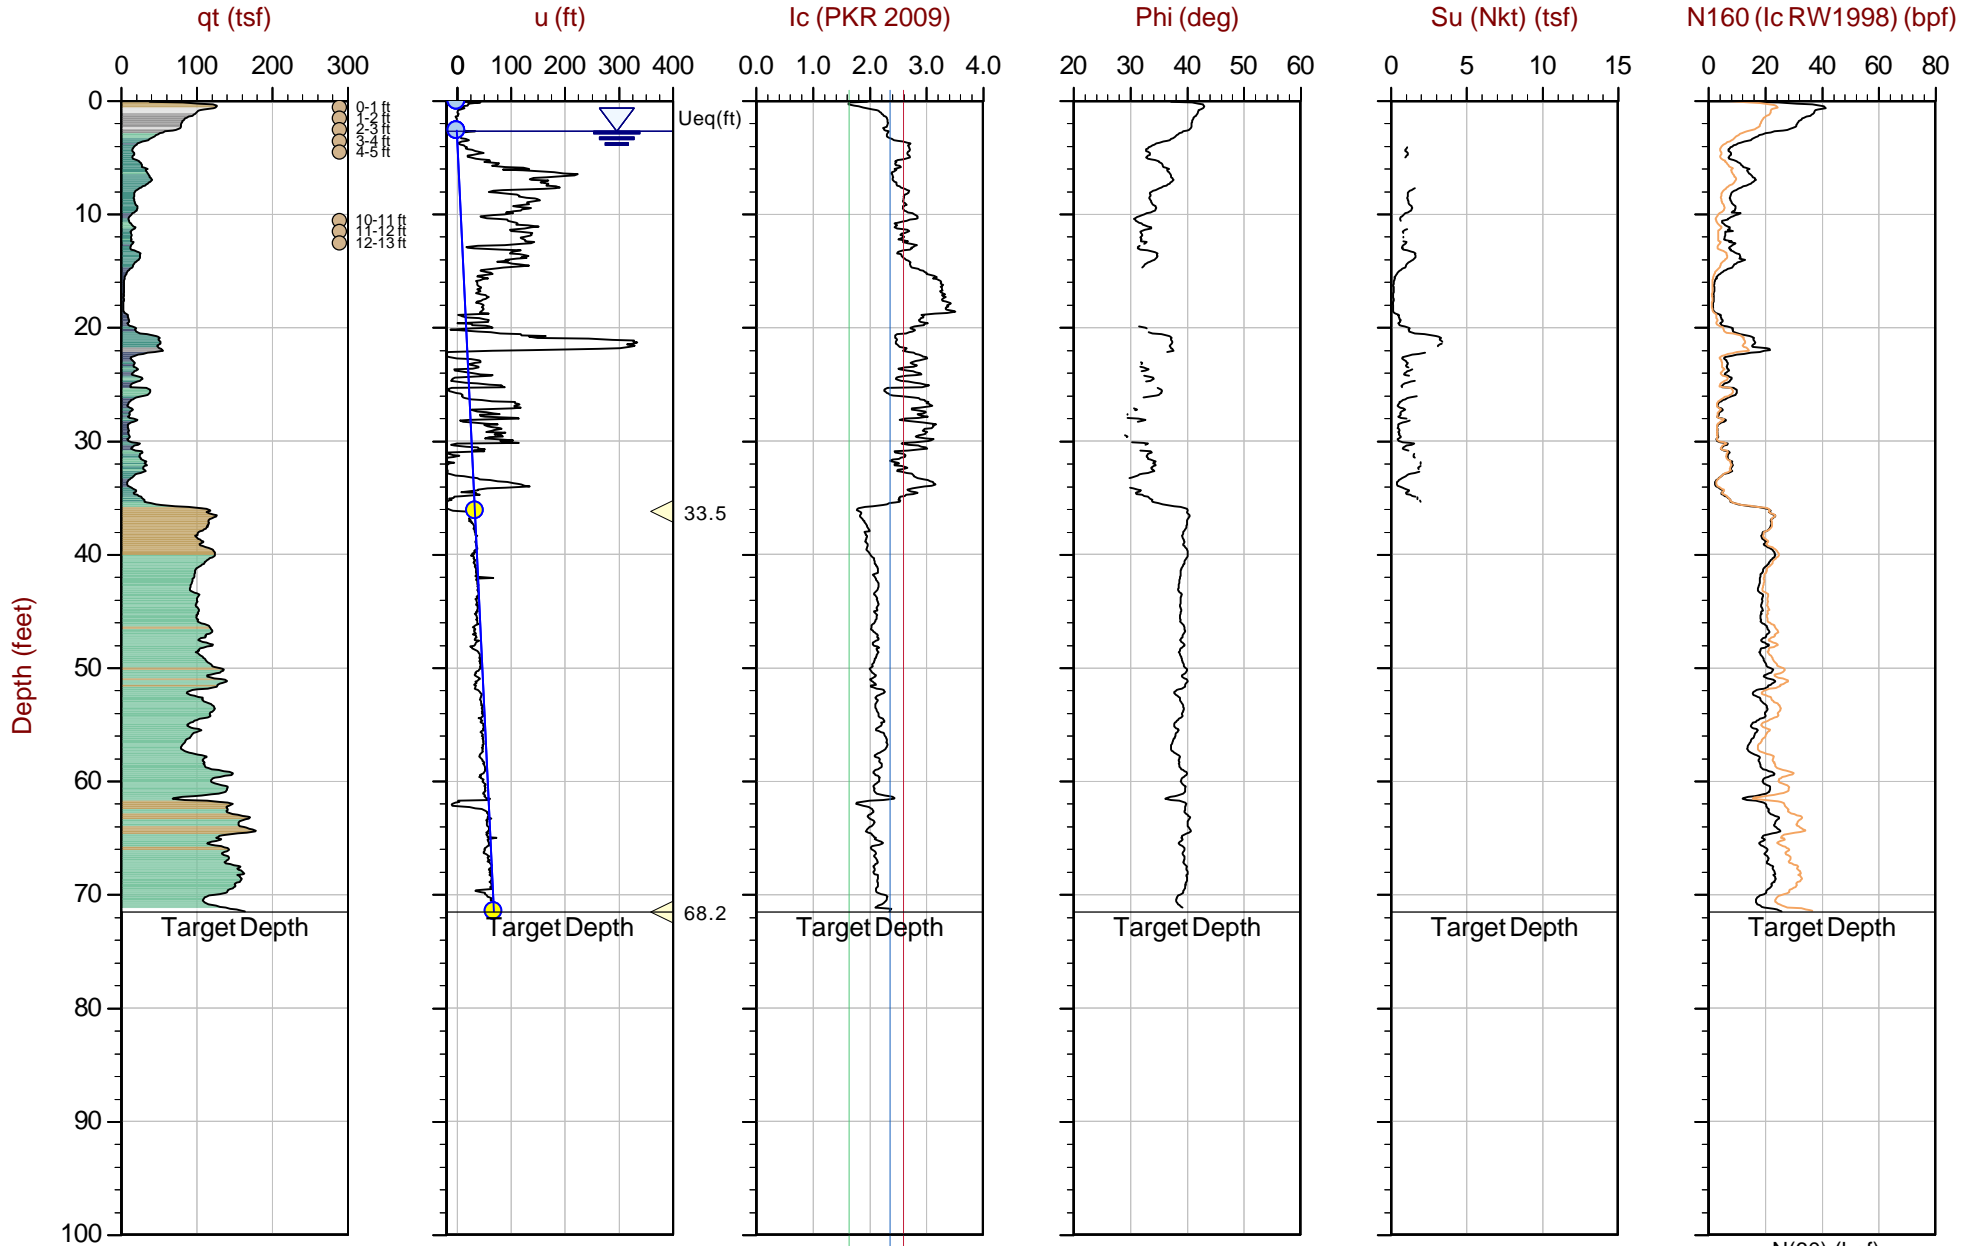 qt (tsf)
u (ft)
Ic (PKR 2009)
Phi (deg)
Su (Nkt) (tsf)
N160 (Ic RW1998) (bpf)
0 100 200 300
0 100 200 300 400
0.0 1.0 2.0 3.0 4.0
20 30 40 50 60
0 5 10 15
0 20 40 60 80
0
10
20
30
40
50
60
70
80
90
100
Depth (feet)
0-1 ft
1-2 ft
2-3 ft
3-4 ft
4-5 ft
10-11 ft
11-12 ft
12-13 ft
Ueq(ft)
33.5
68.2
Target Depth
Target Depth
Target Depth
Target Depth
Target Depth
Target Depth